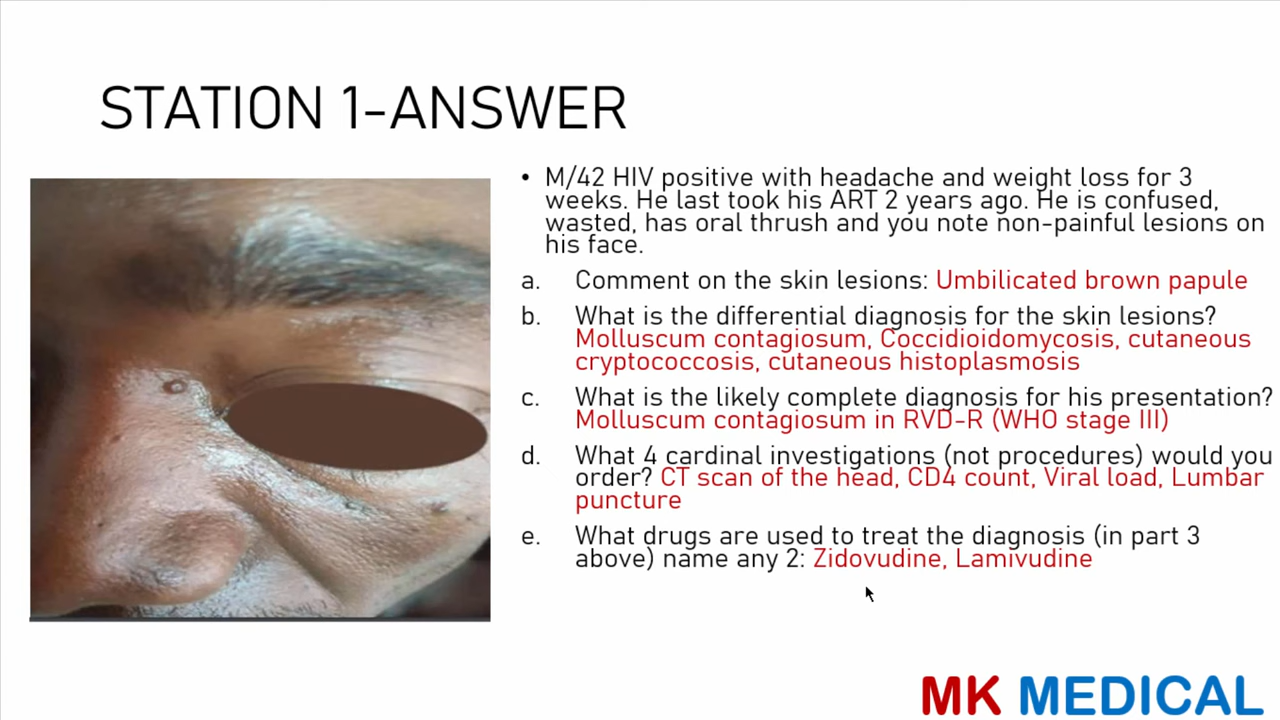 STATION 1-ANSWER
• M/42 HIV positive with headache and weight loss for 3
weeks. He last took his ART 2 years ago. He is confused,
wasted, has oral thrush and you note non-painful lesions on
his face.
a. Comment on the skin lesions: Umbilicated brown papule
b. What is the differential diagnosis for the skin lesions?
Molluscum contagiosum, Coccidioidomycosis, cutaneous
cryptococcosis, cutaneous histoplasmosis
c. What is the likely complete diagnosis for his presentation?
Molluscum contagiosum in RVD-R (WHO stage III)
d. What 4 cardinal investigations (not procedures) would you
order? CT scan of the head, CD4 count, Viral load, Lumbar
puncture
e. What drugs are used to treat the diagnosis (in part 3
above) name any 2: Zidovudine, Lamivudine
MK MEDICAL